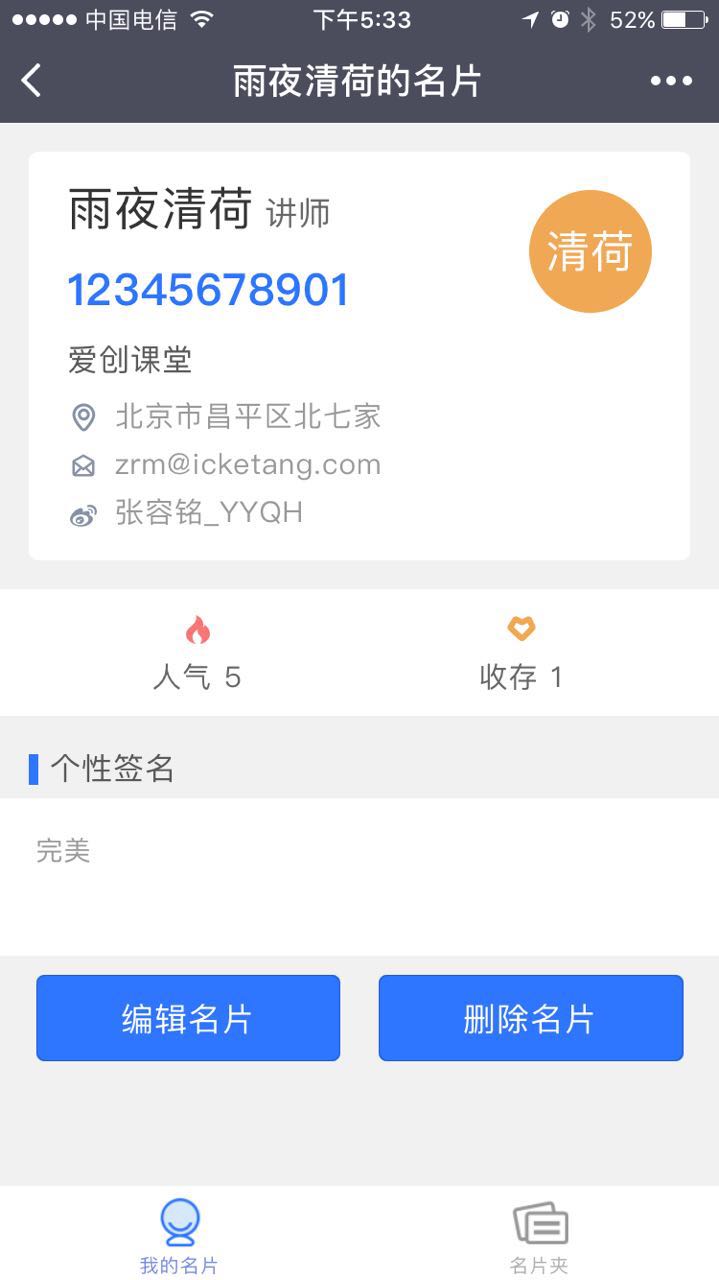 中国电信 下午5:33 52%
雨夜清荷的名片
雨夜清荷 讲师
清荷
12345678901
爱创课堂
北京市昌平区北七家
zrm@icketang.com
张容铭_YYQH
人气 5 收存 1
个性签名
完美
编辑名片 删除名片
我的名片 名片夹